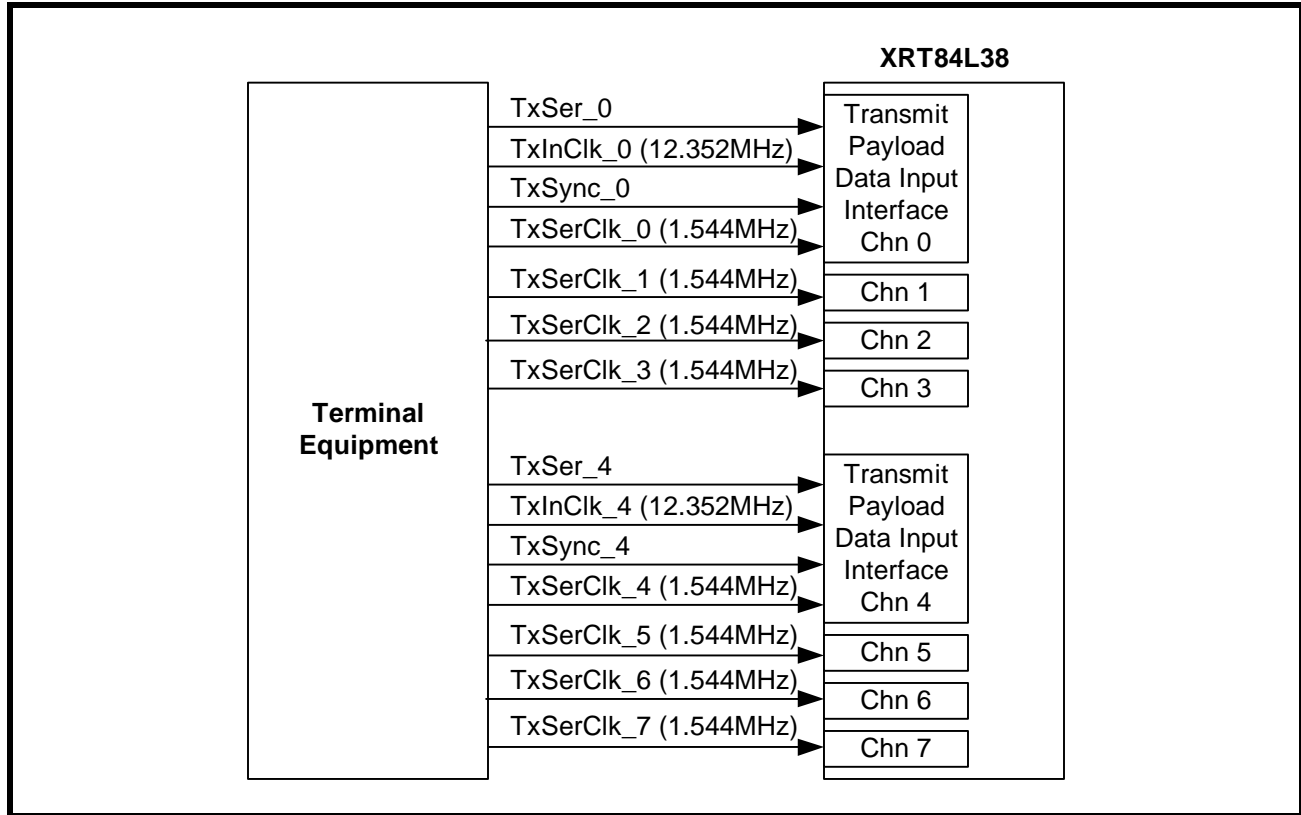 XRT84L38
Terminal
Equipment
TxSer_0
TxInClk_0 (12.352MHz)
TxSync_0
TxSerClk_0 (1.544MHz)
TxSerClk_1 (1.544MHz)
TxSerClk_2 (1.544MHz)
TxSerClk_3 (1.544MHz)
TxSer_4
TxInClk_4 (12.352MHz)
TxSync_4
TxSerClk_4 (1.544MHz)
TxSerClk_5 (1.544MHz)
TxSerClk_6 (1.544MHz)
TxSerClk_7 (1.544MHz)
Transmit
Payload
Data Input
Interface
Chn 0
Chn 1
Chn 2
Chn 3
Transmit
Payload
Data Input
Interface
Chn 4
Chn 5
Chn 6
Chn 7